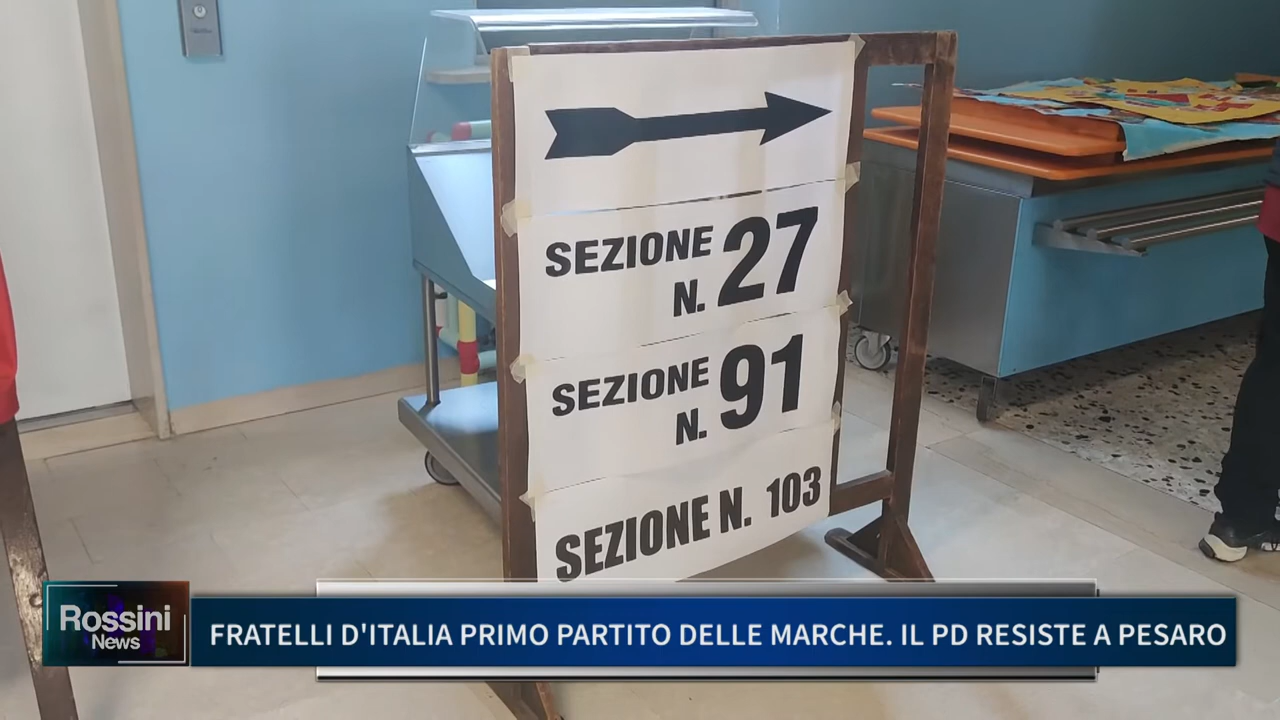 SEZIONE
N. 27
SEZIONE
N. 91
SEZIONE N. 103
Rossini
News
FRATELLI D'ITALIA PRIMO PARTITO DELLE MARCHE. IL PD RESISTE A PESARO